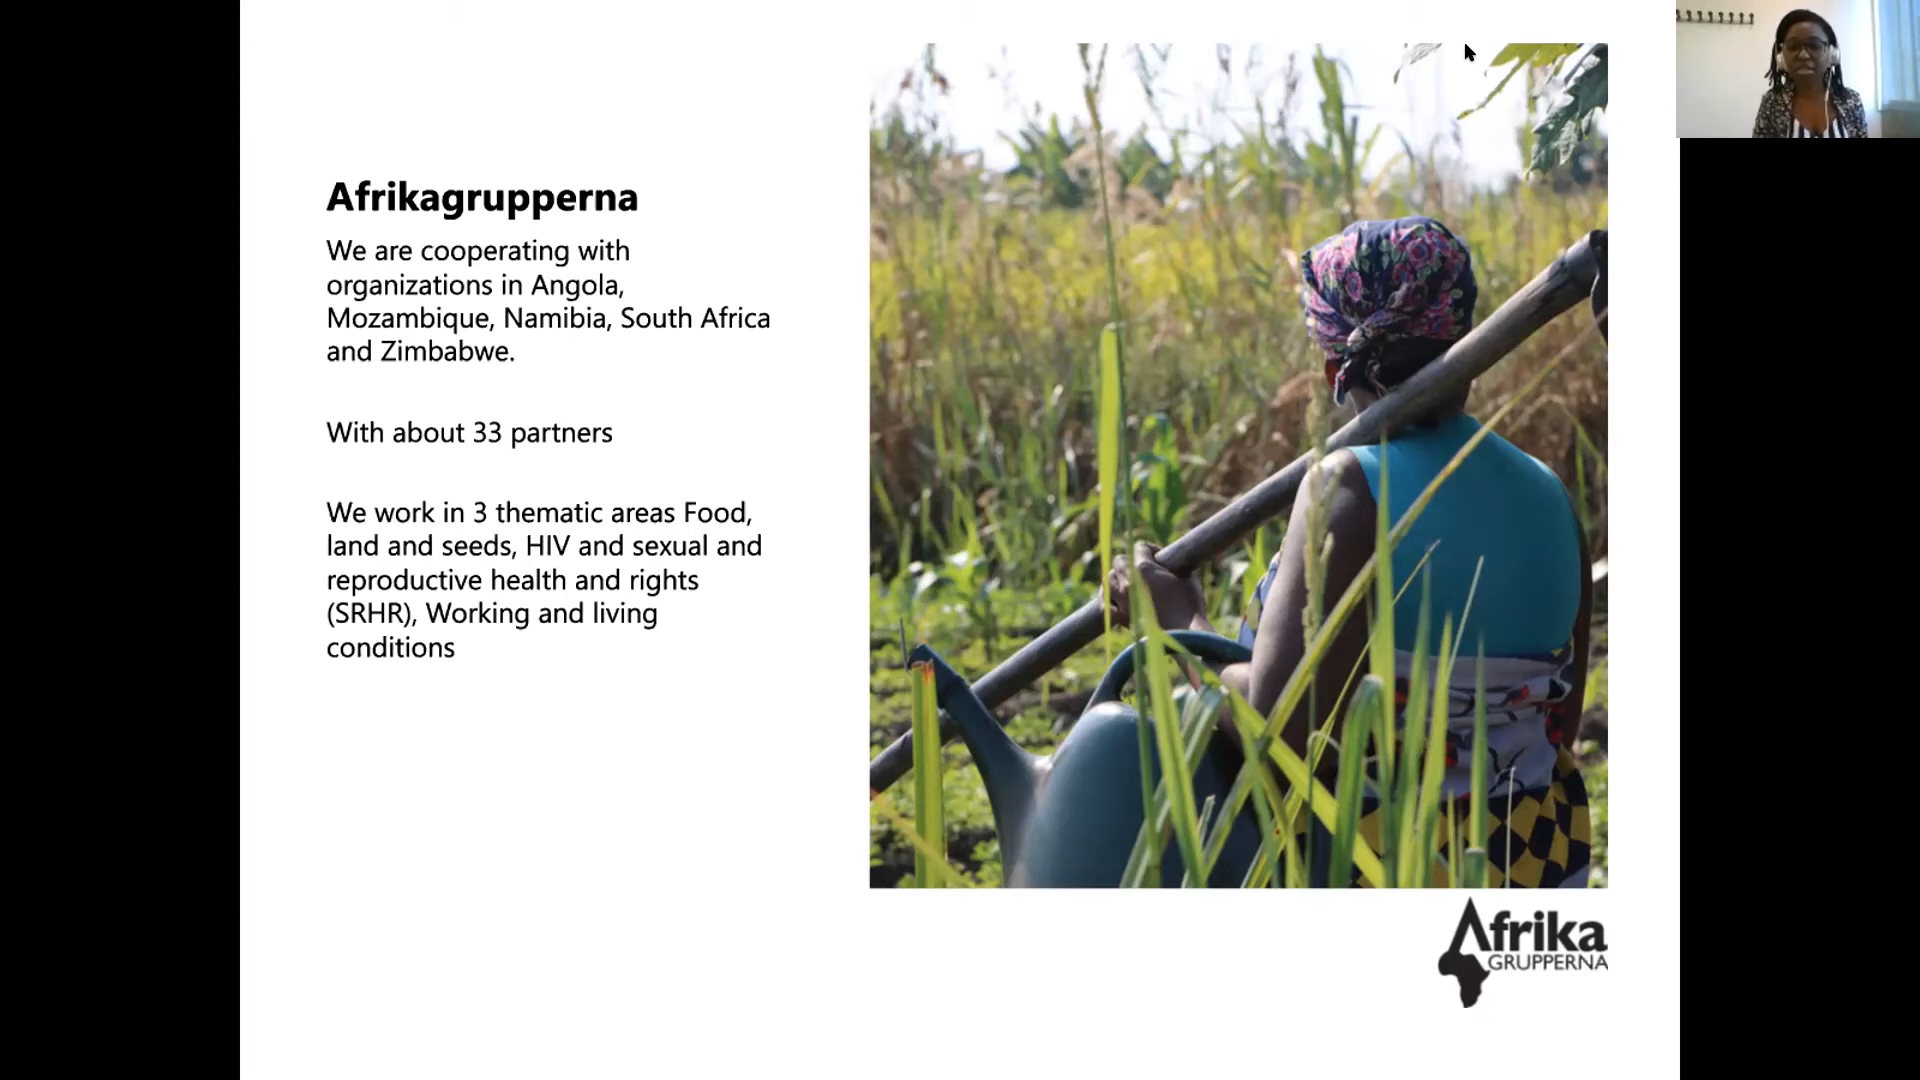 Afrikagrupperna
We are cooperating with
organizations in Angola,
Mozambique, Namibia, South Africa
and Zimbabwe.
With about 33 partners
We work in 3 thematic areas Food,
land and seeds, HIV and sexual and
reproductive health and rights
(SRHR), Working and living
conditions
Afrika
GRUPPERNA